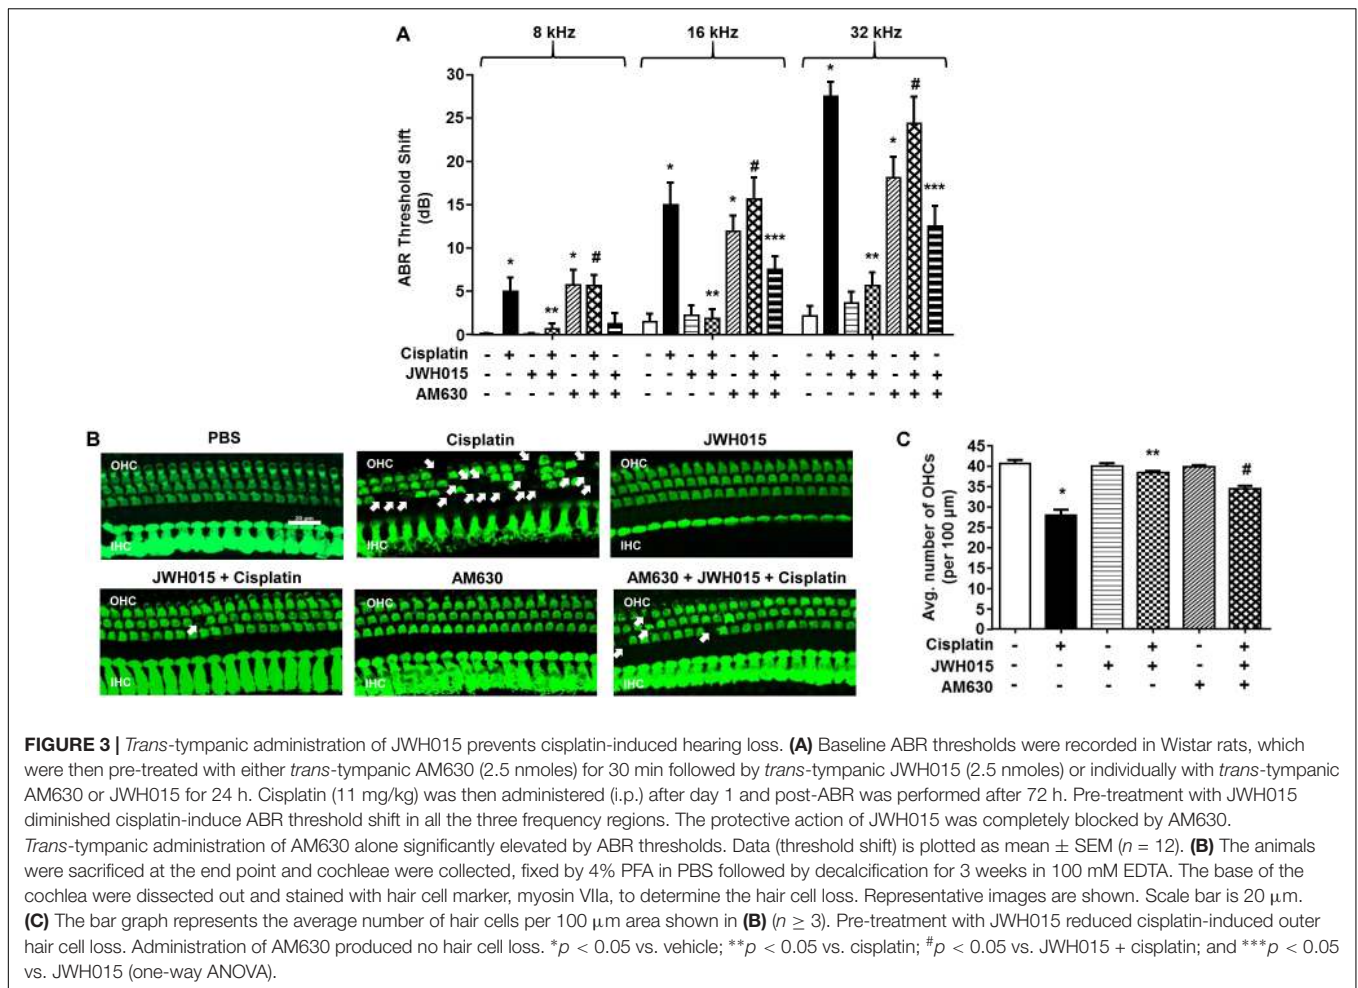 A
8 kHz
16 kHz
32 kHz
ABR Threshold Shift
(dB)
30
25
20
15
10
5
0
* ** * #
* ** * # ***
* ** * # ***
Cisplatin - + - + - + - - + - + - + - - + - + - + -
JWH015 - - + + - + + - - + + - + + - - + + - + +
AM630 - - - - + + + - - - - + + + - - - - + + +
B
PBS
Cisplatin
JWH015
OHC
OHC
OHC
20 μm
IHC
IHC
IHC
JWH015 + Cisplatin
AM630
AM630 + JWH015 + Cisplatin
OHC
OHC
OHC
IHC
IHC
IHC
C
Avg. number of OHCs
(per 100 μm)
45
40
35
30
25
20
15
10
5
0
* ** #
Cisplatin - + - + - +
JWH015 - - + + - +
AM630 - - - - + +
FIGURE 3 | Trans-tympanic administration of JWH015 prevents cisplatin-induced hearing loss. (A) Baseline ABR thresholds were recorded in Wistar rats, which
were then pre-treated with either trans-tympanic AM630 (2.5 nmoles) for 30 min followed by trans-tympanic JWH015 (2.5 nmoles) or individually with trans-tympanic
AM630 or JWH015 for 24 h. Cisplatin (11 mg/kg) was then administered (i.p.) after day 1 and post-ABR was performed after 72 h. Pre-treatment with JWH015
diminished cisplatin-induce ABR threshold shift in all the three frequency regions. The protective action of JWH015 was completely blocked by AM630.
Trans-tympanic administration of AM630 alone significantly elevated by ABR thresholds. Data (threshold shift) is plotted as mean ± SEM (n = 12). (B) The animals
were sacrificed at the end point and cochleae were collected, fixed by 4% PFA in PBS followed by decalcification for 3 weeks in 100 mM EDTA. The base of the
cochlea were dissected out and stained with hair cell marker, myosin VIIa, to determine the hair cell loss. Representative images are shown. Scale bar is 20 μm.
(C) The bar graph represents the average number of hair cells per 100 μm area shown in (B) (n ≥ 3). Pre-treatment with JWH015 reduced cisplatin-induced outer
hair cell loss. Administration of AM630 produced no hair cell loss. *p < 0.05 vs. vehicle; **p < 0.05 vs. cisplatin; #p < 0.05 vs. JWH015 + cisplatin; and ***p < 0.05
vs. JWH015 (one-way ANOVA).